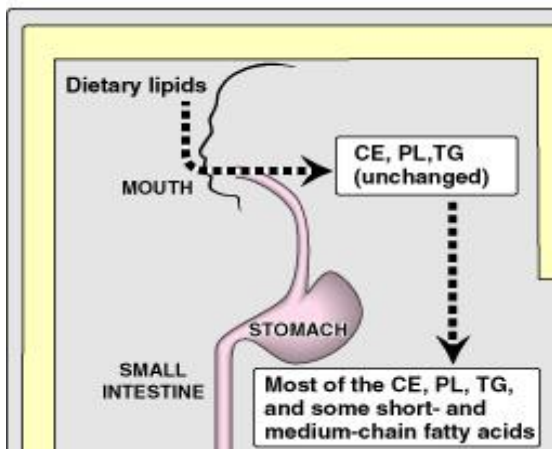 Dietary lipids
CE, PL,TG
(unchanged)
MOUTH
STOMACH
SMALL
INTESTINE
Most of the CE, PL, TG,
and some short- and
medium-chain fatty acids